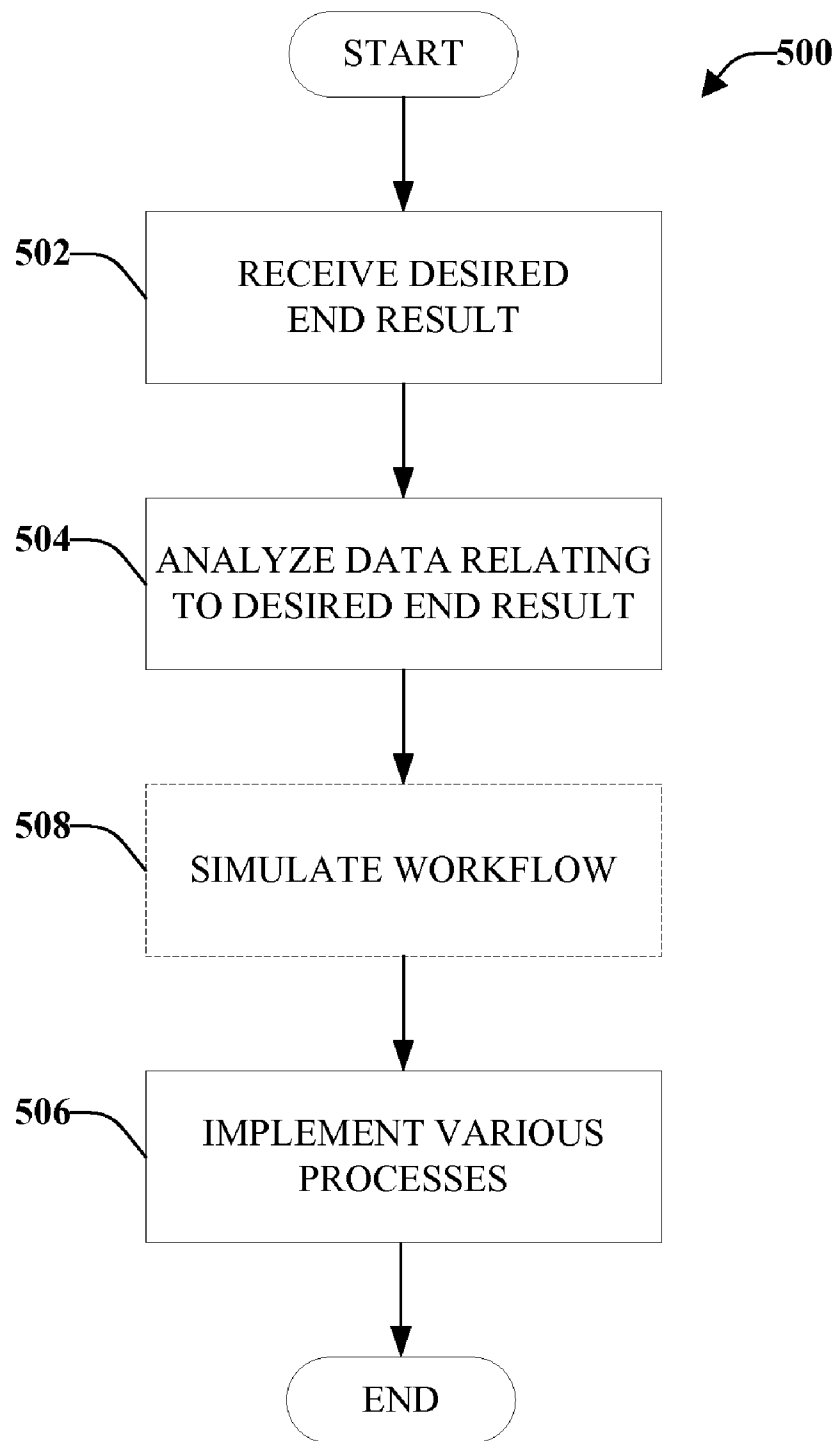 START
500
502
RECEIVE DESIRED
END RESULT
504
ANALYZE DATA RELATING
TO DESIRED END RESULT
508
SIMULATE WORKFLOW
506
IMPLEMENT VARIOUS
PROCESSES
END